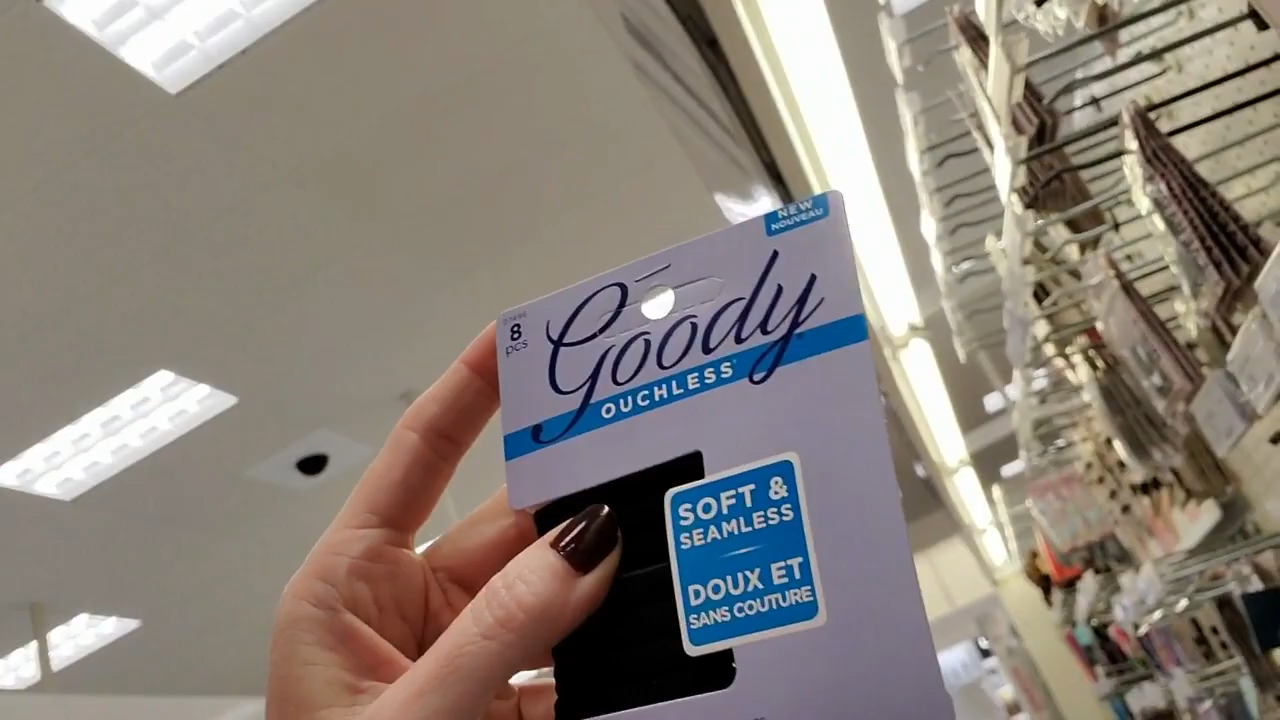 NEW
NOUVEAU
8
pcs
Goody
OUCHLESS
SOFT &
SEAMLESS
DOUX ET
SANS COUTURE